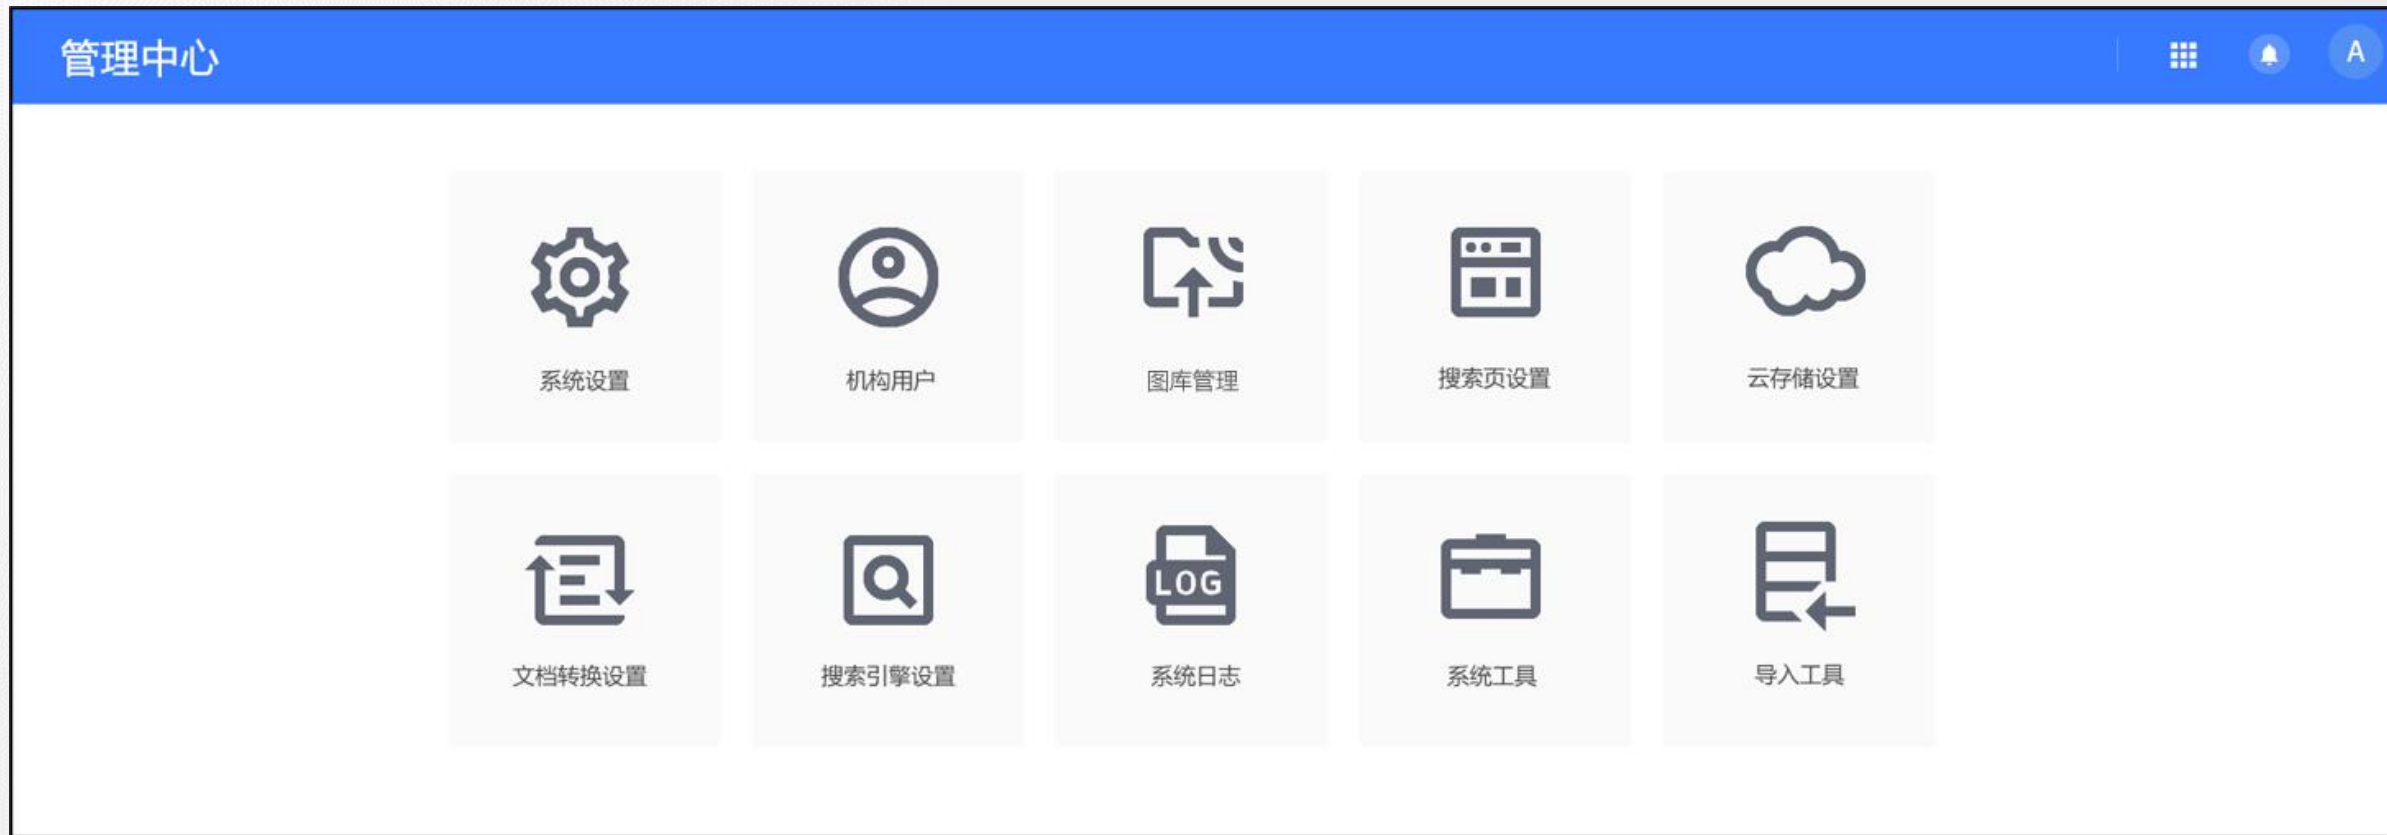 管理中心
A
系统设置
机构用户
图库管理
搜索页设置
云存储设置
LOG
文档转换设置
搜索引擎设置
系统日志
系统工具
导入工具